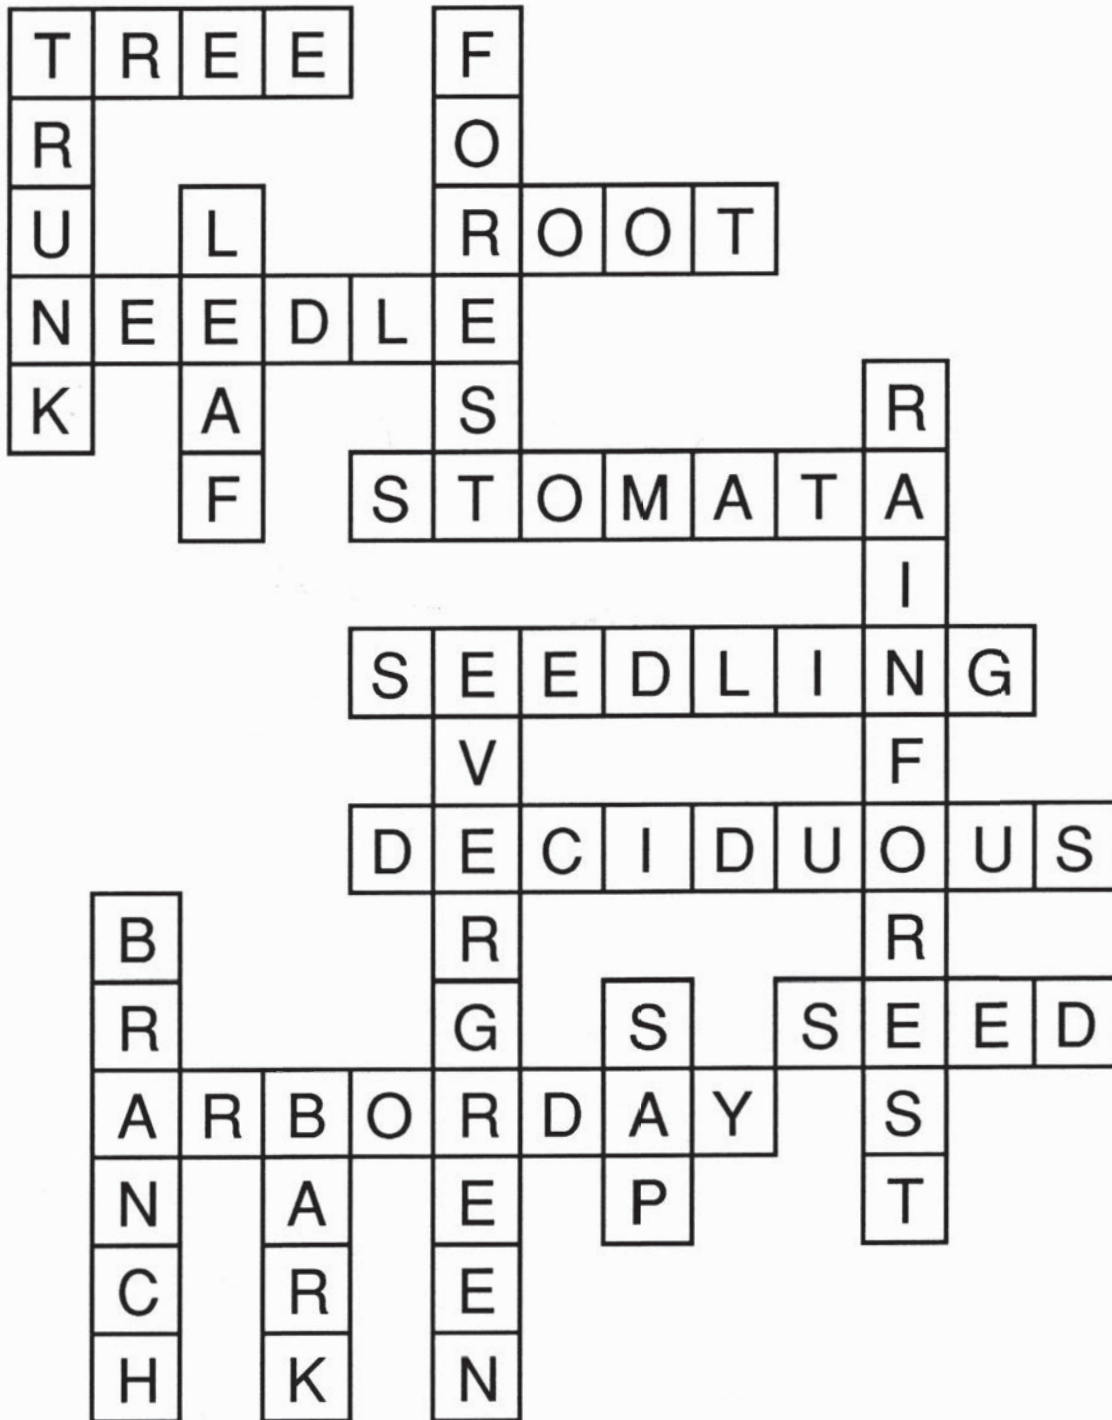 TREE F
R O
U L ROOT
NEEDLE
K A S R
F STOMATA
I
SEEDLING
V F
DECIDUOUS
B R R
R G S SEED
ARBORDAY S
N A E P T
C R E
H K N